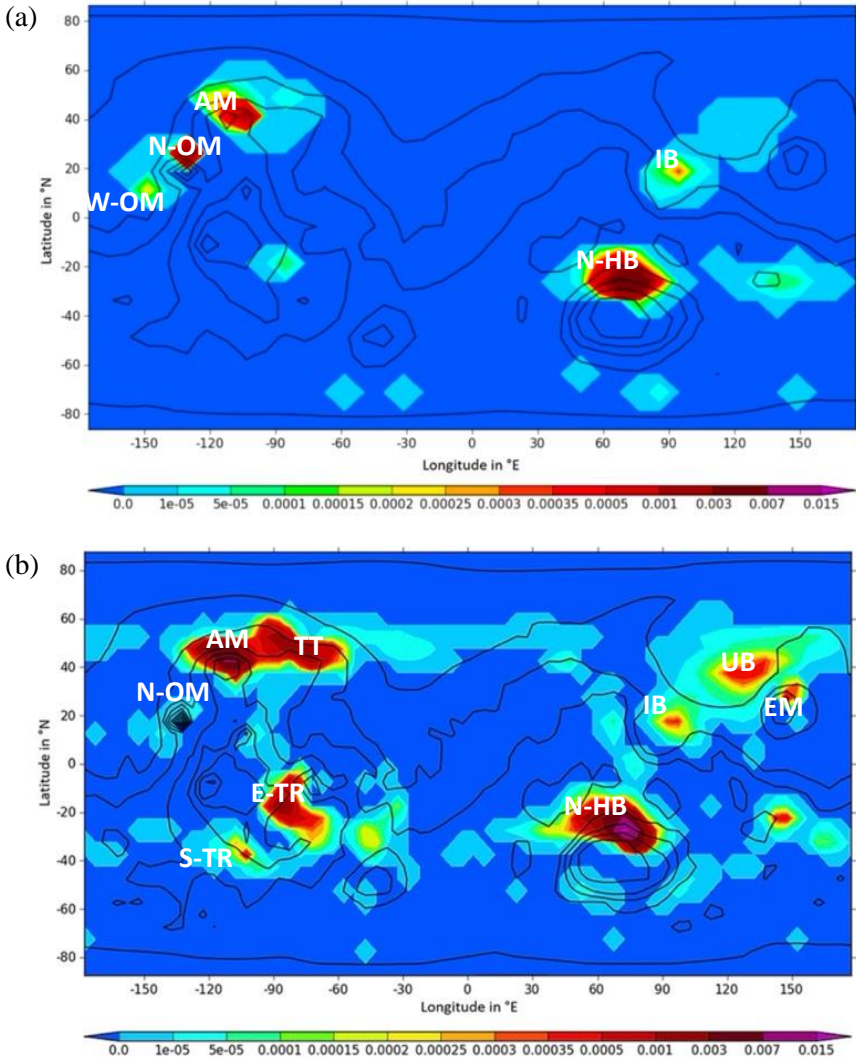 (a)
80
60
40
20
0
-20
-40
-60
-80
AM
N-OM
W-OM
IB
N-HB
Latitude in °N
-150 -120 -90 -60 -30 0 30 60 90 120 150
Longitude in °E
0.0 1e-05 5e-05 0.0001 0.00015 0.0002 0.00025 0.0003 0.00035 0.0005 0.001 0.003 0.007 0.015
(b)
80
60
40
20
0
-20
-40
-60
-80
AM
TT
UB
N-OM
IB
EM
E-TR
N-HB
S-TR
Latitude in °N
-150 -120 -90 -60 -30 0 30 60 90 120 150
Longitude in °E
0.0 1e-05 5e-05 0.0001 0.00015 0.0002 0.00025 0.0003 0.00035 0.0005 0.001 0.003 0.007 0.015